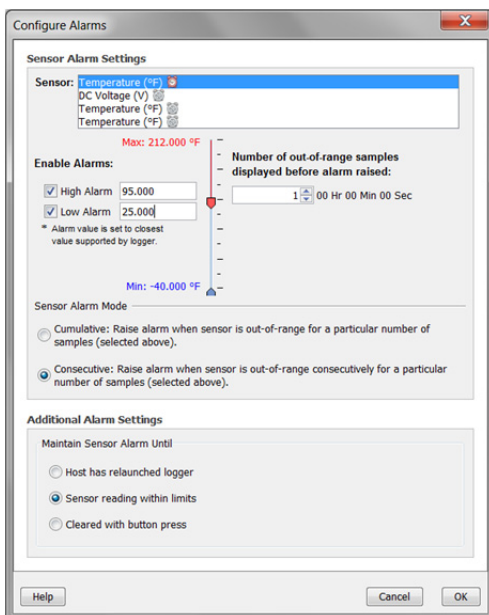 Configure Alarms
Sensor Alarm Settings
Sensor: Temperature (ºF)
DC Voltage (V)
Temperature (ºF)
Temperature (ºF)
Max: 212.000 ºF
Enable Alarms:
High Alarm 95.000
Low Alarm 25.000
* Alarm value is set to closest
value supported by logger.
Min: -40.000 ºF
Number of out-of-range samples
displayed before alarm raised:
1 00 Hr 00 Min 00 Sec
Sensor Alarm Mode
Cumulative: Raise alarm when sensor is out-of-range for a particular number of
samples (selected above).
Consecutive: Raise alarm when sensor is out-of-range consecutively for a particular
number of samples (selected above).
Additional Alarm Settings
Maintain Sensor Alarm Until
Host has relaunched logger
Sensor reading within limits
Cleared with button press
Help
Cancel
OK